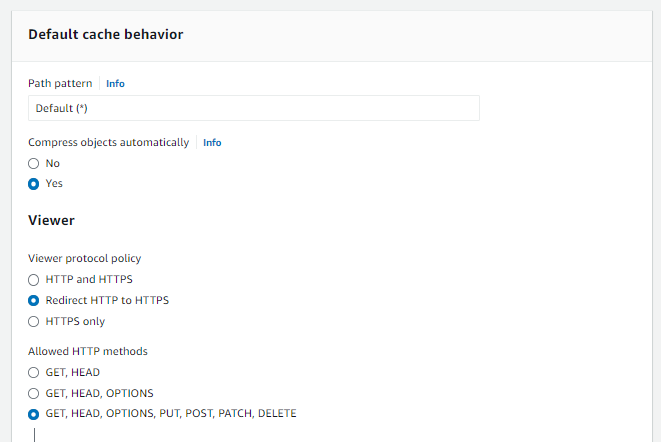 Default cache behavior
Path pattern Info
Default (*)
Compress objects automatically Info
No
Yes
Viewer
Viewer protocol policy
HTTP and HTTPS
Redirect HTTP to HTTPS
HTTPS only
Allowed HTTP methods
GET, HEAD
GET, HEAD, OPTIONS
GET, HEAD, OPTIONS, PUT, POST, PATCH, DELETE